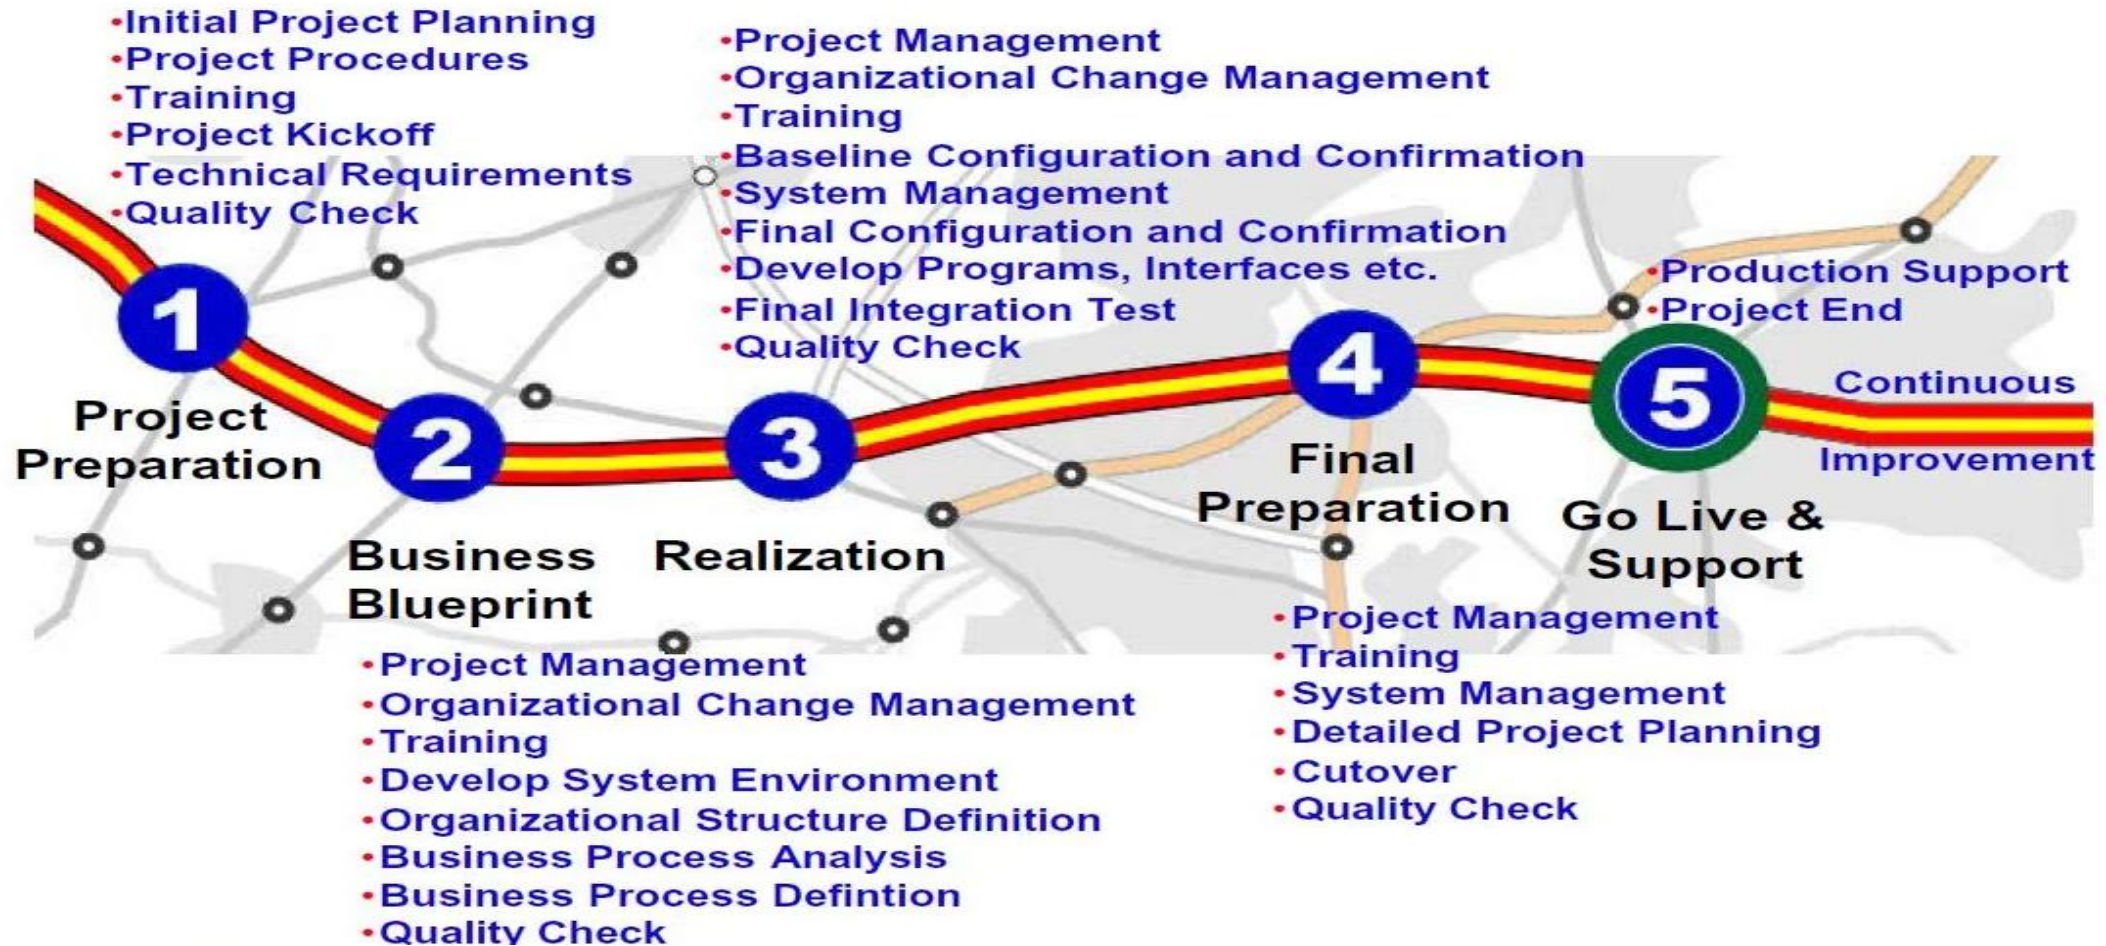 •Initial Project Planning
•Project Procedures
•Training
•Project Kickoff
•Technical Requirements
•Quality Check
1
Project
Preparation
2
Business
Blueprint
•Project Management
•Organizational Change Management
•Training
•Develop System Environment
•Organizational Structure Definition
•Business Process Analysis
•Business Process Defintion
•Quality Check
•Project Management
•Organizational Change Management
•Training
•Baseline Configuration and Confirmation
•System Management
•Final Configuration and Confirmation
•Develop Programs, Interfaces etc.
•Final Integration Test
•Quality Check
3
Realization
4
Final
Preparation
•Project Management
•Training
•System Management
•Detailed Project Planning
•Cutover
•Quality Check
•Production Support
•Project End
5
Go Live &
Support
Continuous
Improvement